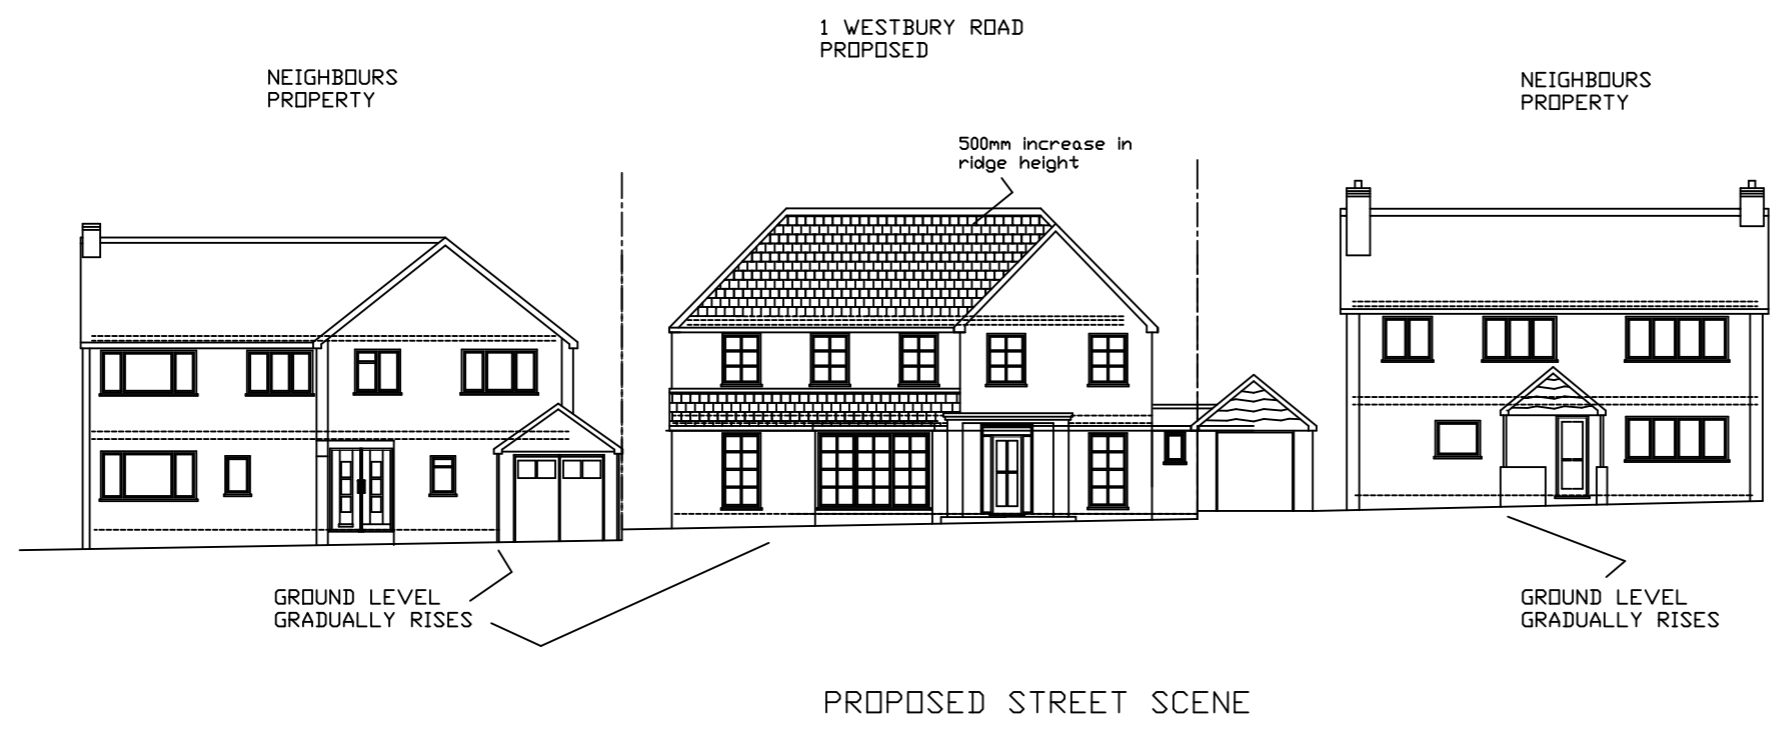 1 WESTBURY ROAD
PROPOSED
NEIGHBOURS
PROPERTY
NEIGHBOURS
PROPERTY
500mm increase in
ridge height
GROUND LEVEL
GRADUALLY RISES
GROUND LEVEL
GRADUALLY RISES
PROPOSED STREET SCENE